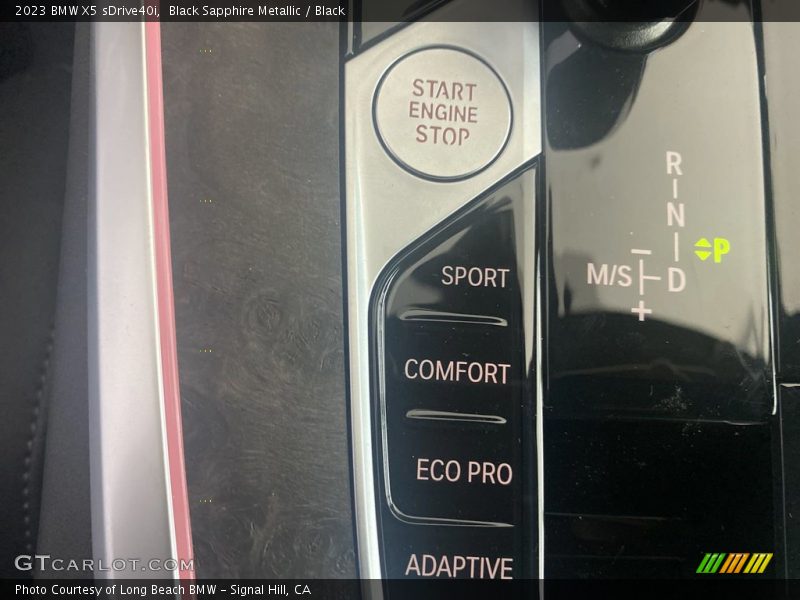 2023 BMW X5 sDrive40i, Black Sapphire Metallic / Black
START
ENGINE
STOP
R
N
P
M/S
D
−
+
SPORT
COMFORT
ECO PRO
ADAPTIVE
GTCARLOT.COM
Photo Courtesy of Long Beach BMW – Signal Hill, CA